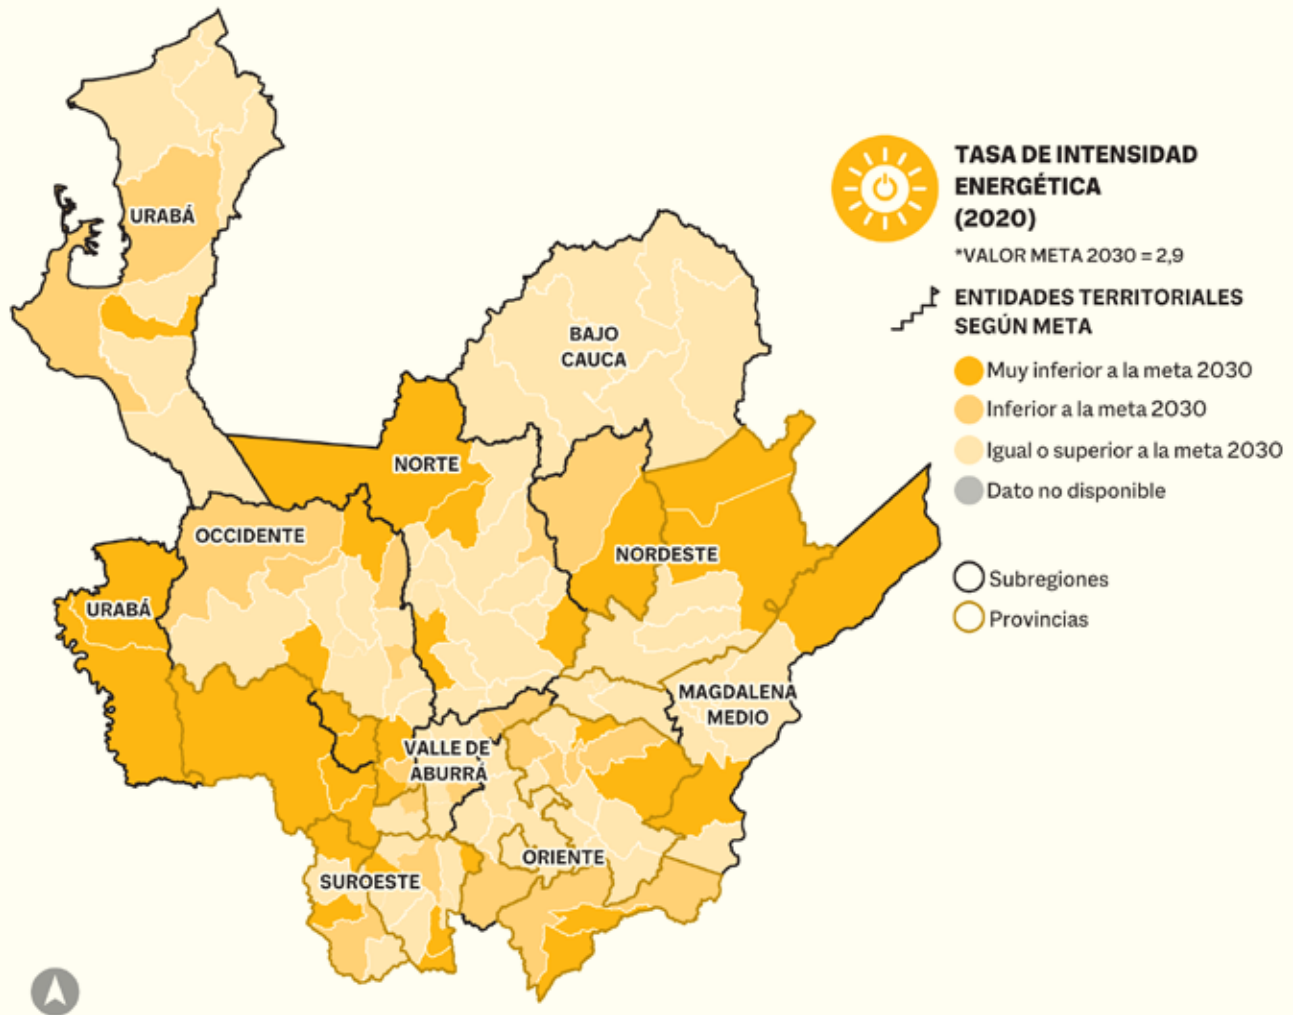 TASA DE INTENSIDAD
ENERGÉTICA
(2020)
*VALOR META 2030 = 2,9
ENTIDADES TERRITORIALES
SEGÚN META
Muy inferior a la meta 2030
Inferior a la meta 2030
Igual o superior a la meta 2030
Dato no disponible
Subregiones
Provincias
URABÁ
BAJO
CAUCA
NORTE
OCCIDENTE
NORDESTE
URABÁ
MAGDALENA
MEDIO
VALLE DE
ABURRÁ
ORIENTE
SUROESTE